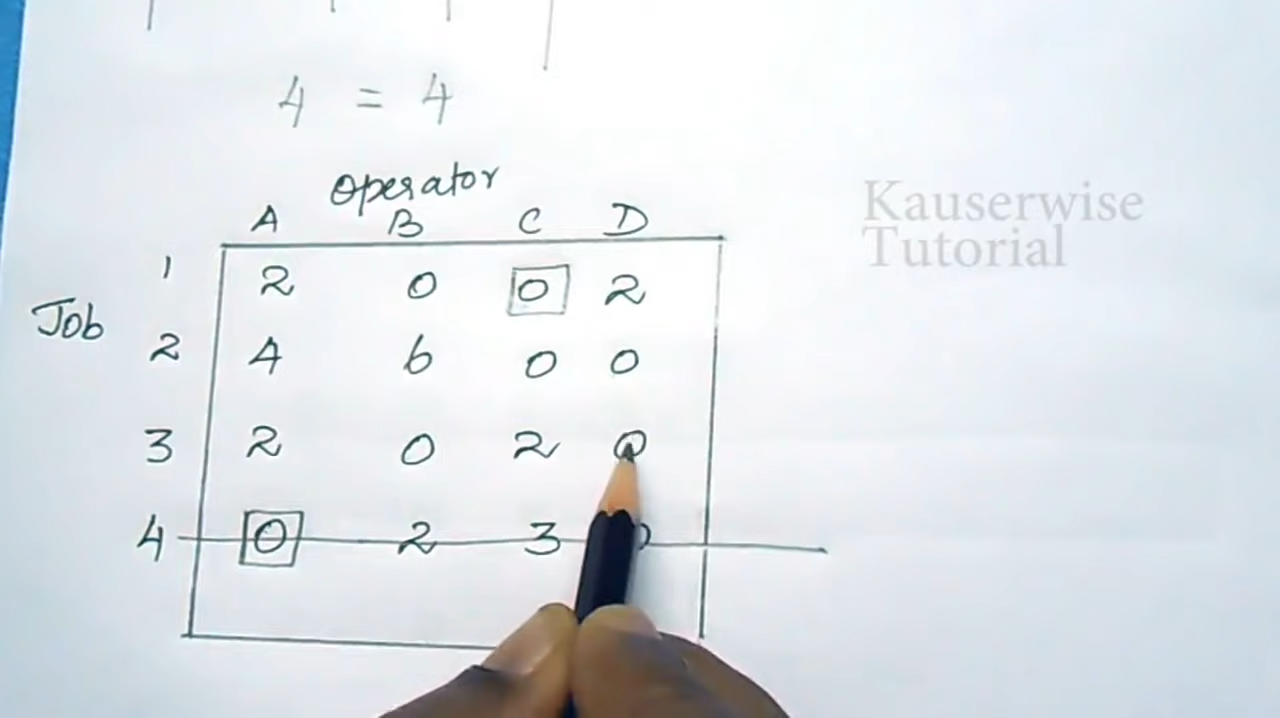 4 = 4
Operator
A B C D
1 2 0 0 2
Job
2 4 6 0 0
3 2 0 2 0
4 0 2 3
Kauserwise
Tutorial